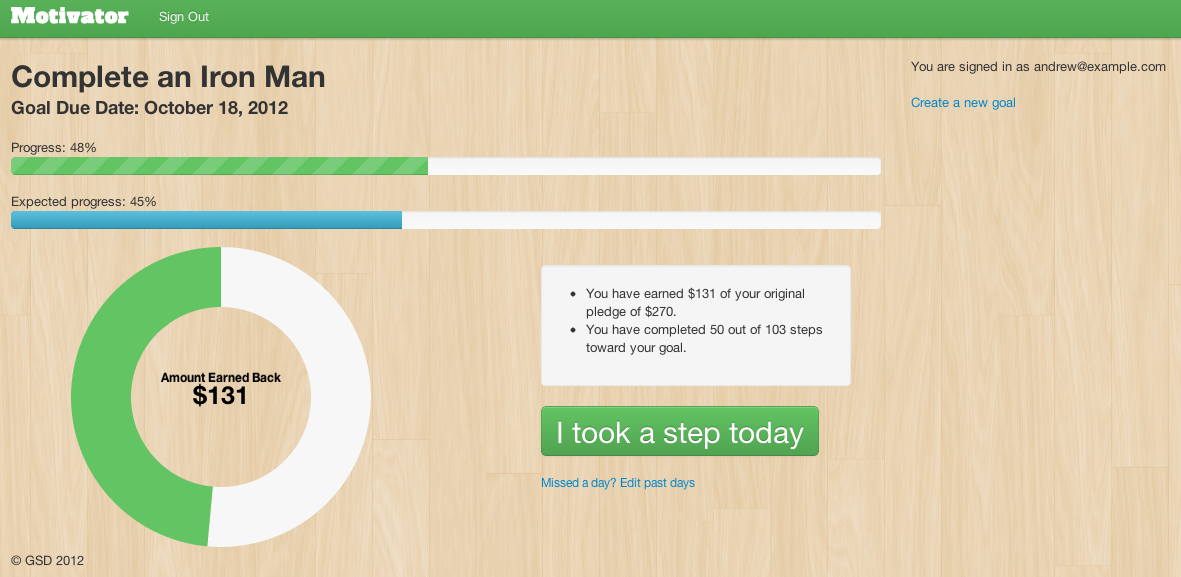 Motivator
Sign Out
Complete an Iron Man
Goal Due Date: October 18, 2012
You are signed in as andrew@example.com
Create a new goal
Progress: 48%
Expected progress: 45%
Amount Earned Back
$131
• You have earned $131 of your original
pledge of $270.
• You have completed 50 out of 103 steps
toward your goal.
I took a step today
Missed a day? Edit past days
© GSD 2012